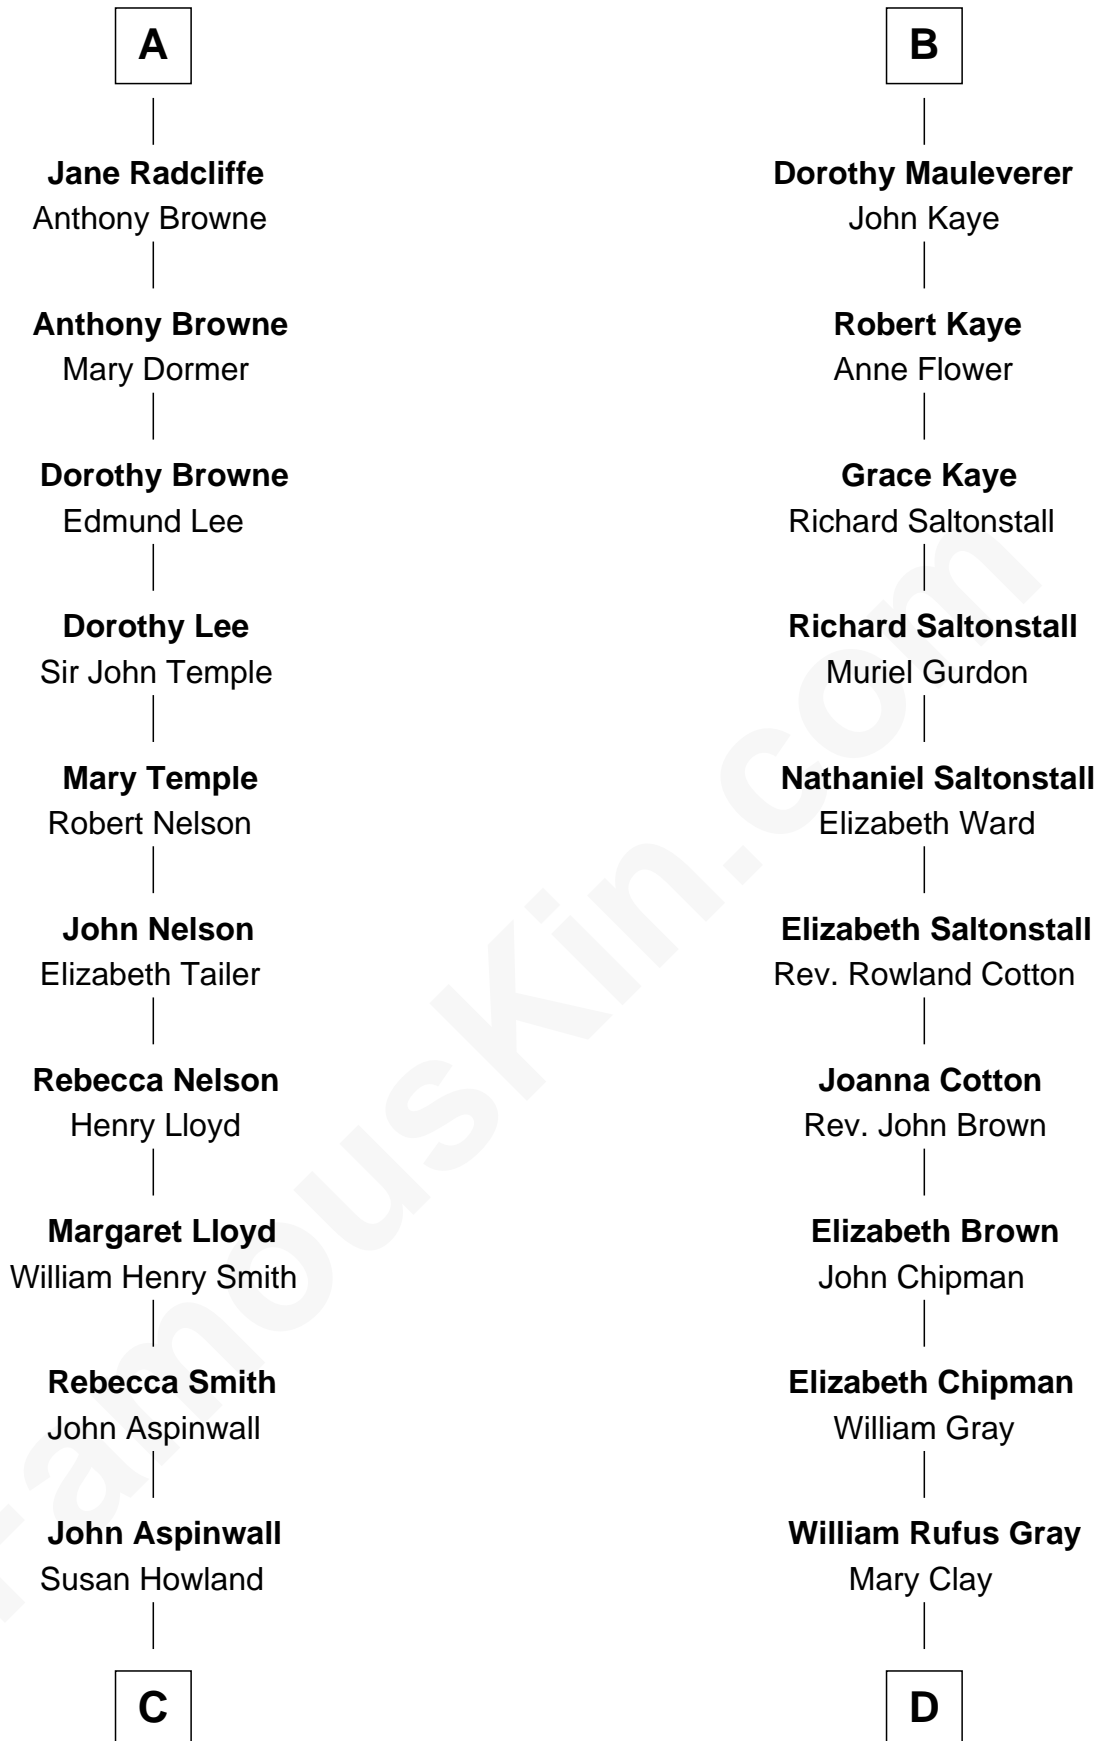 A
Jane Radcliffe
Anthony Browne
Anthony Browne
Mary Dormer
Dorothy Browne
Edmund Lee
Dorothy Lee
Sir John Temple
Mary Temple
Robert Nelson
John Nelson
Elizabeth Tailer
Rebecca Nelson
Henry Lloyd
Margaret Lloyd
William Henry Smith
Rebecca Smith
John Aspinwall
John Aspinwall
Susan Howland
C
B
Dorothy Mauleverer
John Kaye
Robert Kaye
Anne Flower
Grace Kaye
Richard Saltonstall
Richard Saltonstall
Muriel Gurdon
Nathaniel Saltonstall
Elizabeth Ward
Elizabeth Saltonstall
Rev. Rowland Cotton
Joanna Cotton
Rev. John Brown
Elizabeth Brown
John Chipman
Elizabeth Chipman
William Gray
William Rufus Gray
Mary Clay
D
FamousKin.com